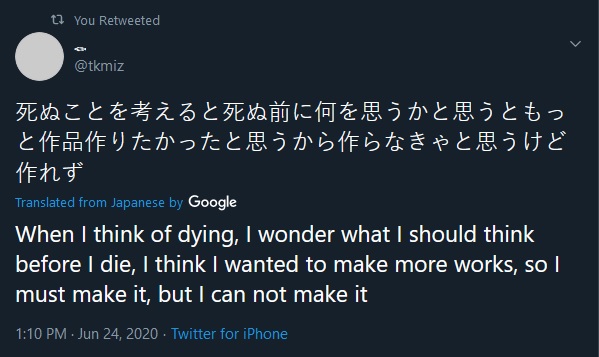 You Retweeted
@tkmiz
死ぬことを考えると死ぬ前に何を思うかと思うともっ
と作品作りたかったと思うから作らなきゃと思うけど
作れず
Translated from Japanese by Google
When I think of dying, I wonder what I should think
before I die, I think I wanted to make more works, so I
must make it, but I can not make it
1:10 PM · Jun 24, 2020 · Twitter for iPhone